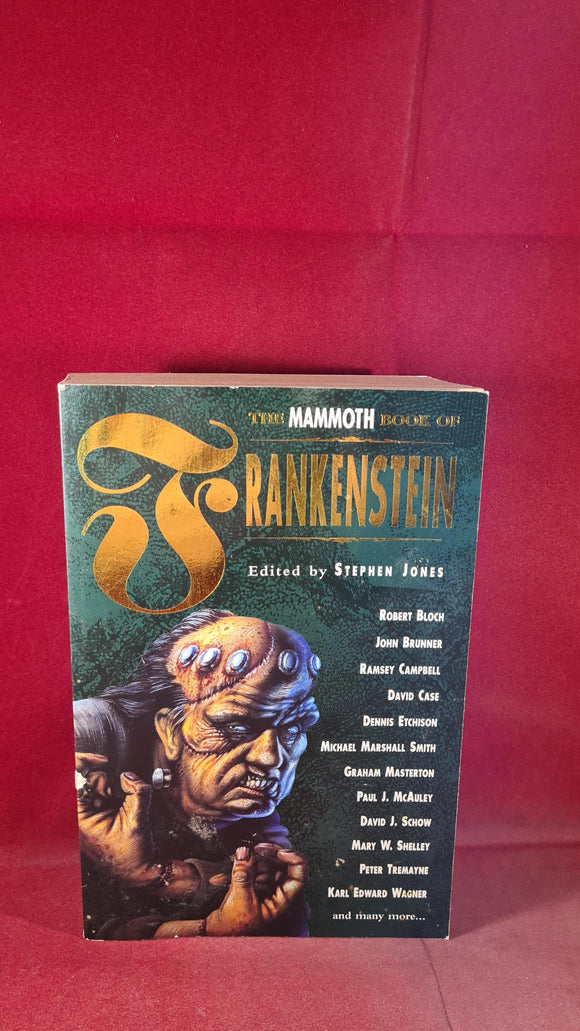 THE MAMMOTH BOOK OF
FRANKENSTEIN
Edited by STEPHEN JONES
ROBERT BLOCH
JOHN BRUNNER
RAMSEY CAMPBELL
DAVID CASE
DENNIS ETCHISON
MICHAEL MARSHALL SMITH
GRAHAM MASTERTON
PAUL J. MCAULEY
DAVID J. SCHOW
MARY W. SHELLEY
PETER TREMAYNE
KARL EDWARD WAGNER
and many more...